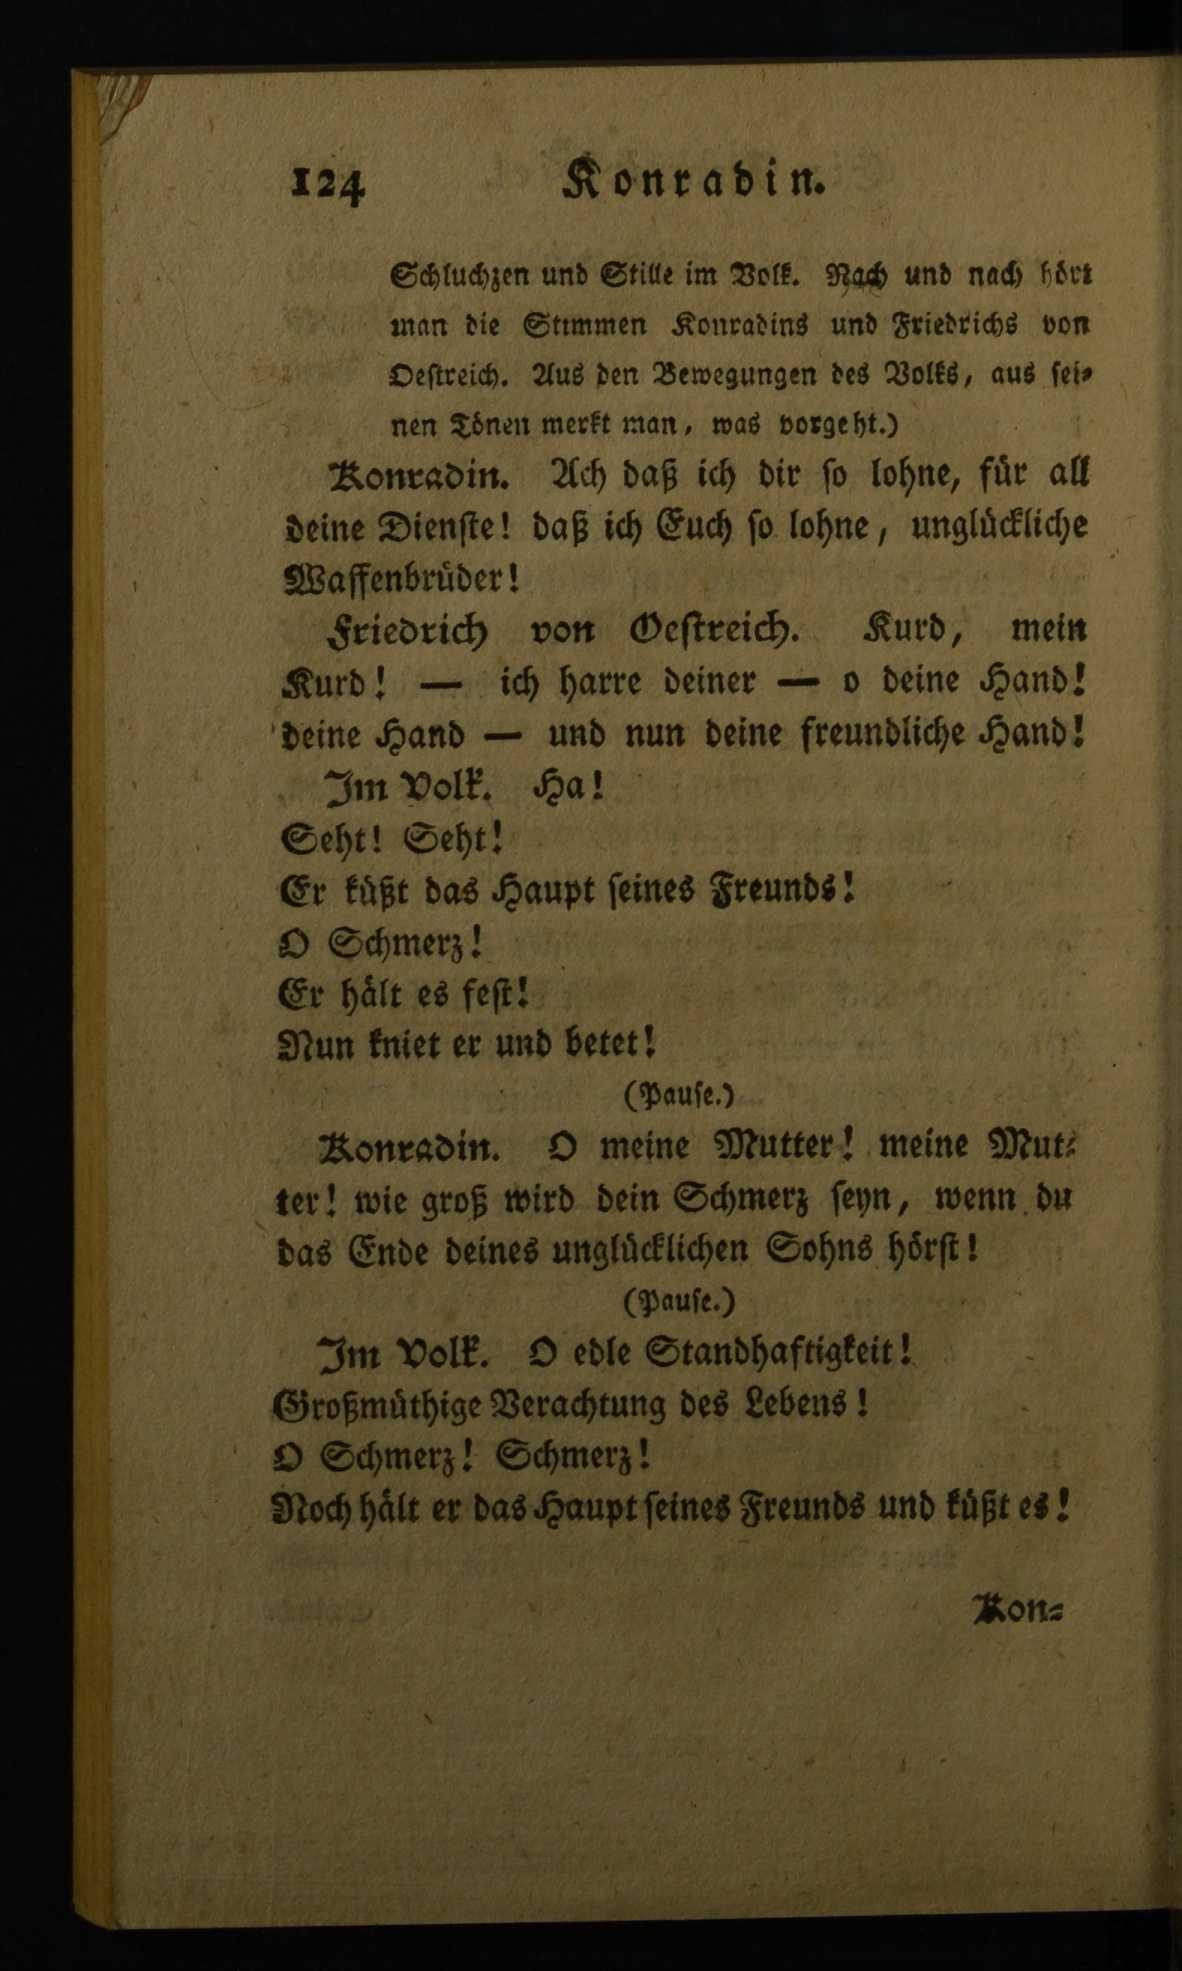 124 Konradin.
Schluchzen und Stille im Volk. Nach und nach hört
man die Stimmen Konradins und Friedrichs von
Oeſtreich. Aus den Bewegungen des Volks, aus ſei⸗
nen Tönen merkt man, was vorgeht.)
Konradin. Ach daß ich dir ſo lohne, für all
deine Dienſte! daß ich Euch ſo lohne, unglückliche
Waffenbrüder!
Friedrich von Oeſtreich. Kurd, mein
Kurd! — ich harre deiner — o deine Hand!
deine Hand — und nun deine freundliche Hand!
Im Volk. Ha!
Seht! Seht!
Er küßt das Haupt ſeines Freunds!
O Schmerz!
Er hält es feſt!
Nun kniet er und betet!
(Pauſe.)
Konradin. O meine Mutter! meine Mut⸗
ter! wie groß wird dein Schmerz ſeyn, wenn du
das Ende deines unglücklichen Sohns hörſt!
(Pauſe.)
Im Volk. O edle Standhaftigkeit!
Großmüthige Verachtung des Lebens!
O Schmerz! Schmerz!
Noch hält er das Haupt ſeines Freunds und küßt es!
Kon⸗